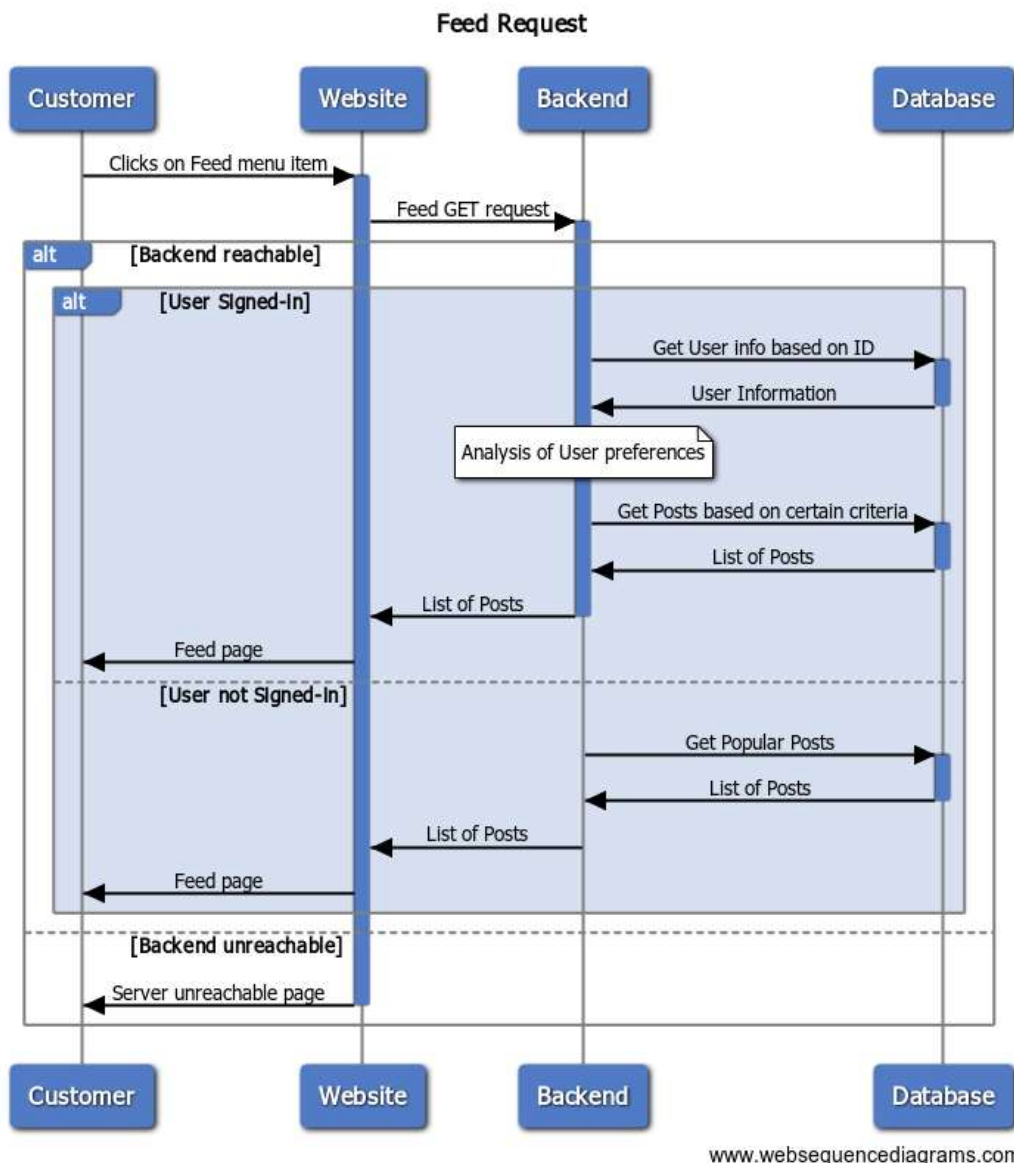 Feed Request
Customer
Website
Backend
Database
Clicks on Feed menu item
Feed GET request
alt
[Backend reachable]
alt
[User Signed-in]
Get User info based on ID
User Information
Analysis of User preferences
Get Posts based on certain criteria
List of Posts
List of Posts
Feed page
[User not Signed-in]
Get Popular Posts
List of Posts
List of Posts
Feed page
[Backend unreachable]
Server unreachable page
Customer
Website
Backend
Database
www.websequencediagrams.com